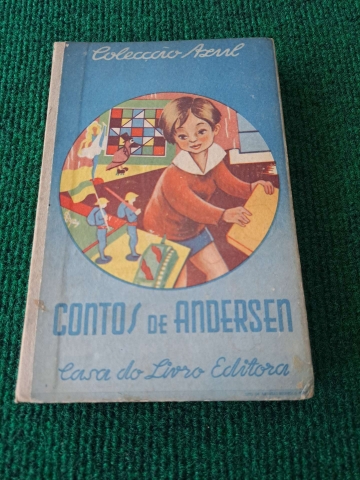 Colecção Azul
CONTOS DE ANDERSEN
Casa do Livro Editora